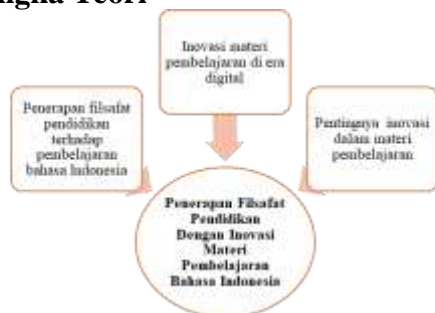 ngka Teori
Inovasi materi
pembelajaran di era
digital
Penerapan filsafat
pendidikan
terhadap
pembelajaran
bahasa Indonesia
Pentingnya inovasi
dalam materi
pembelajaran
Penerapan Filsafat
Pendidikan
Dengan Inovasi
Materi
Pembelajaran
Bahasa Indonesia